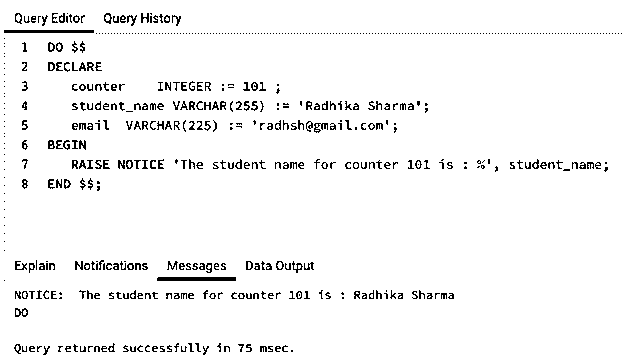 Query Editor Query History
1 DO $$
2 DECLARE
3 counter INTEGER := 101 ;
4 student_name VARCHAR(255) := 'Radhika Sharma';
5 email VARCHAR(225) := 'radhsh@gmail.com';
6 BEGIN
7 RAISE NOTICE 'The student name for counter 101 is : %', student_name;
8 END $$;
Explain Notifications Messages Data Output
NOTICE: The student name for counter 101 is : Radhika Sharma
DO
Query returned successfully in 75 msec.